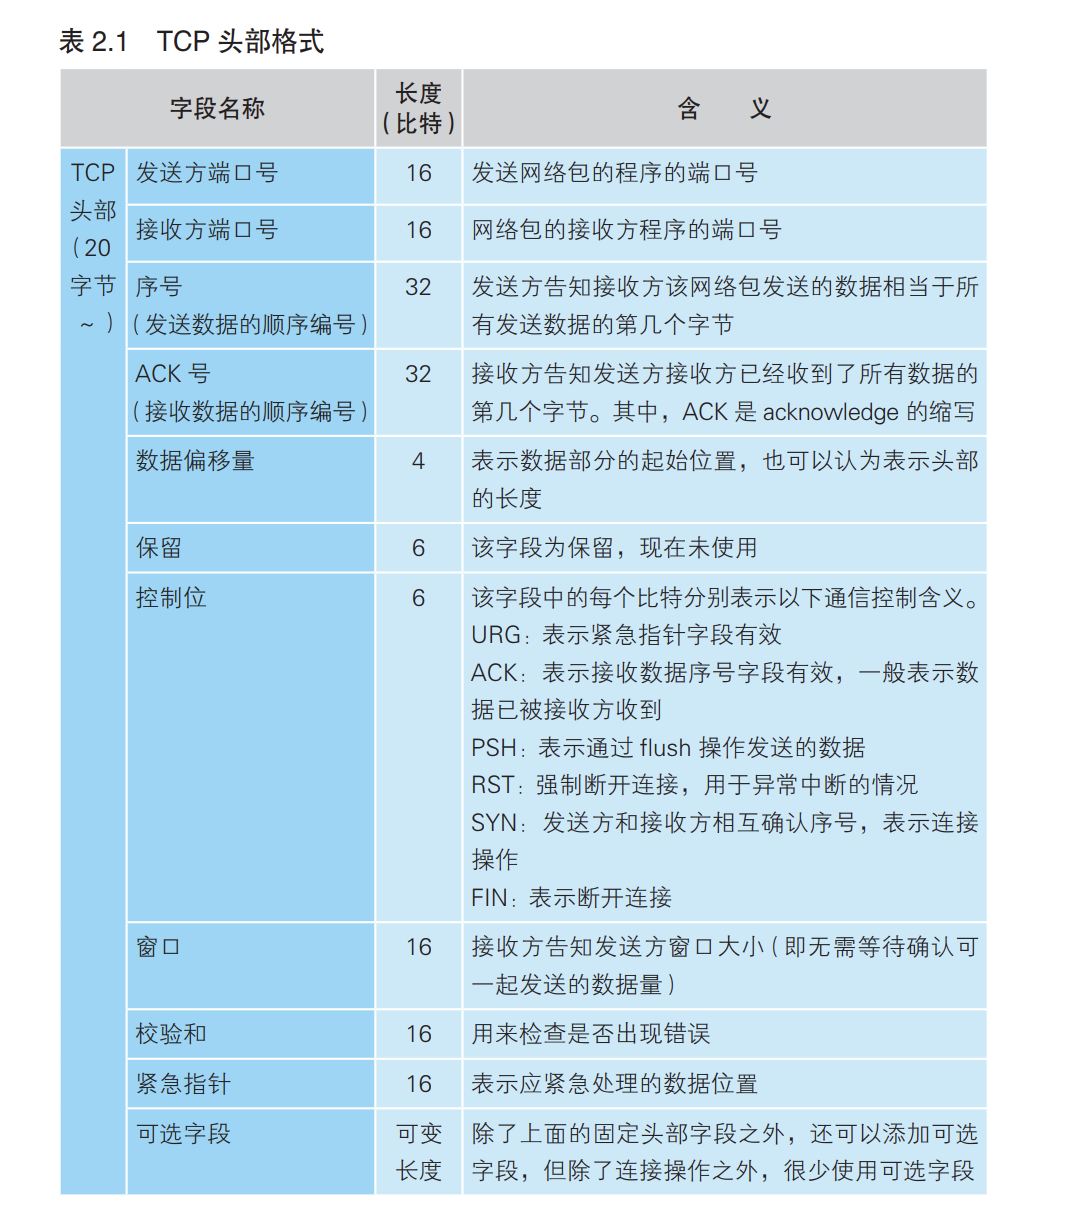 表 2.1 TCP 头部格式
字段名称
长度
（比特）
含 义
TCP
头部
（20
字节
~ ）
发送方端口号
16
发送网络包的程序的端口号
接收方端口号
16
网络包的接收方程序的端口号
序号
（发送数据的顺序编号）
32
发送方告知接收方该网络包发送的数据相当于所
有发送数据的第几个字节
ACK 号
（接收数据的顺序编号）
32
接收方告知发送方接收方已经收到了所有数据的
第几个字节。其中，ACK 是 acknowledge 的缩写
数据偏移量
4
表示数据部分的起始位置，也可以认为表示头部
的长度
保留
6
该字段为保留，现在未使用
控制位
6
该字段中的每个比特分别表示以下通信控制含义。
URG：表示紧急指针字段有效
ACK：表示接收数据序号字段有效，一般表示数
据已被接收方收到
PSH：表示通过 flush 操作发送的数据
RST：强制断开连接，用于异常中断的情况
SYN：发送方和接收方相互确认序号，表示连接
操作
FIN：表示断开连接
窗口
16
接收方告知发送方窗口大小（即无需等待确认可
一起发送的数据量）
校验和
16
用来检查是否出现错误
紧急指针
16
表示应紧急处理的数据位置
可选字段
可变
长度
除了上面的固定头部字段之外，还可以添加可选
字段，但除了连接操作之外，很少使用可选字段